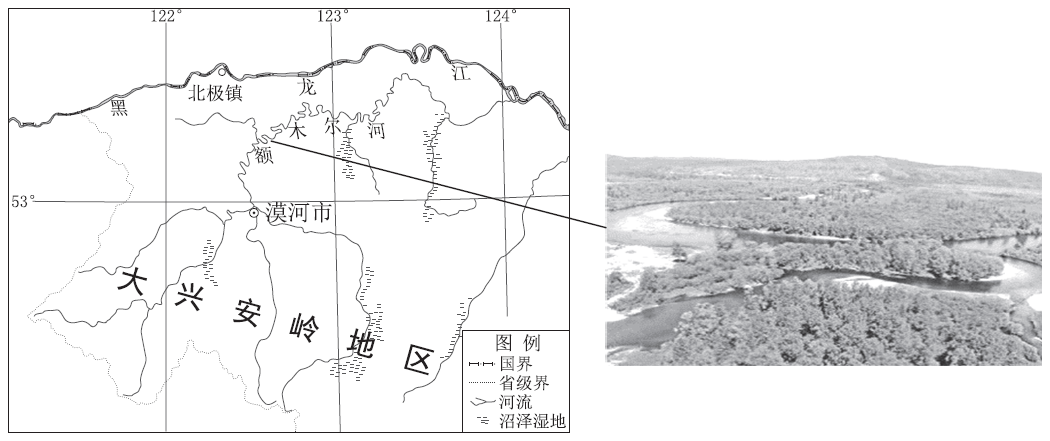 122° 123° 124°
黑 龙 江
北极镇
额 木 尔 河
53°
漠河市
大 兴 安 岭 地 区
图 例
国界
省级界
河流
沼泽湿地